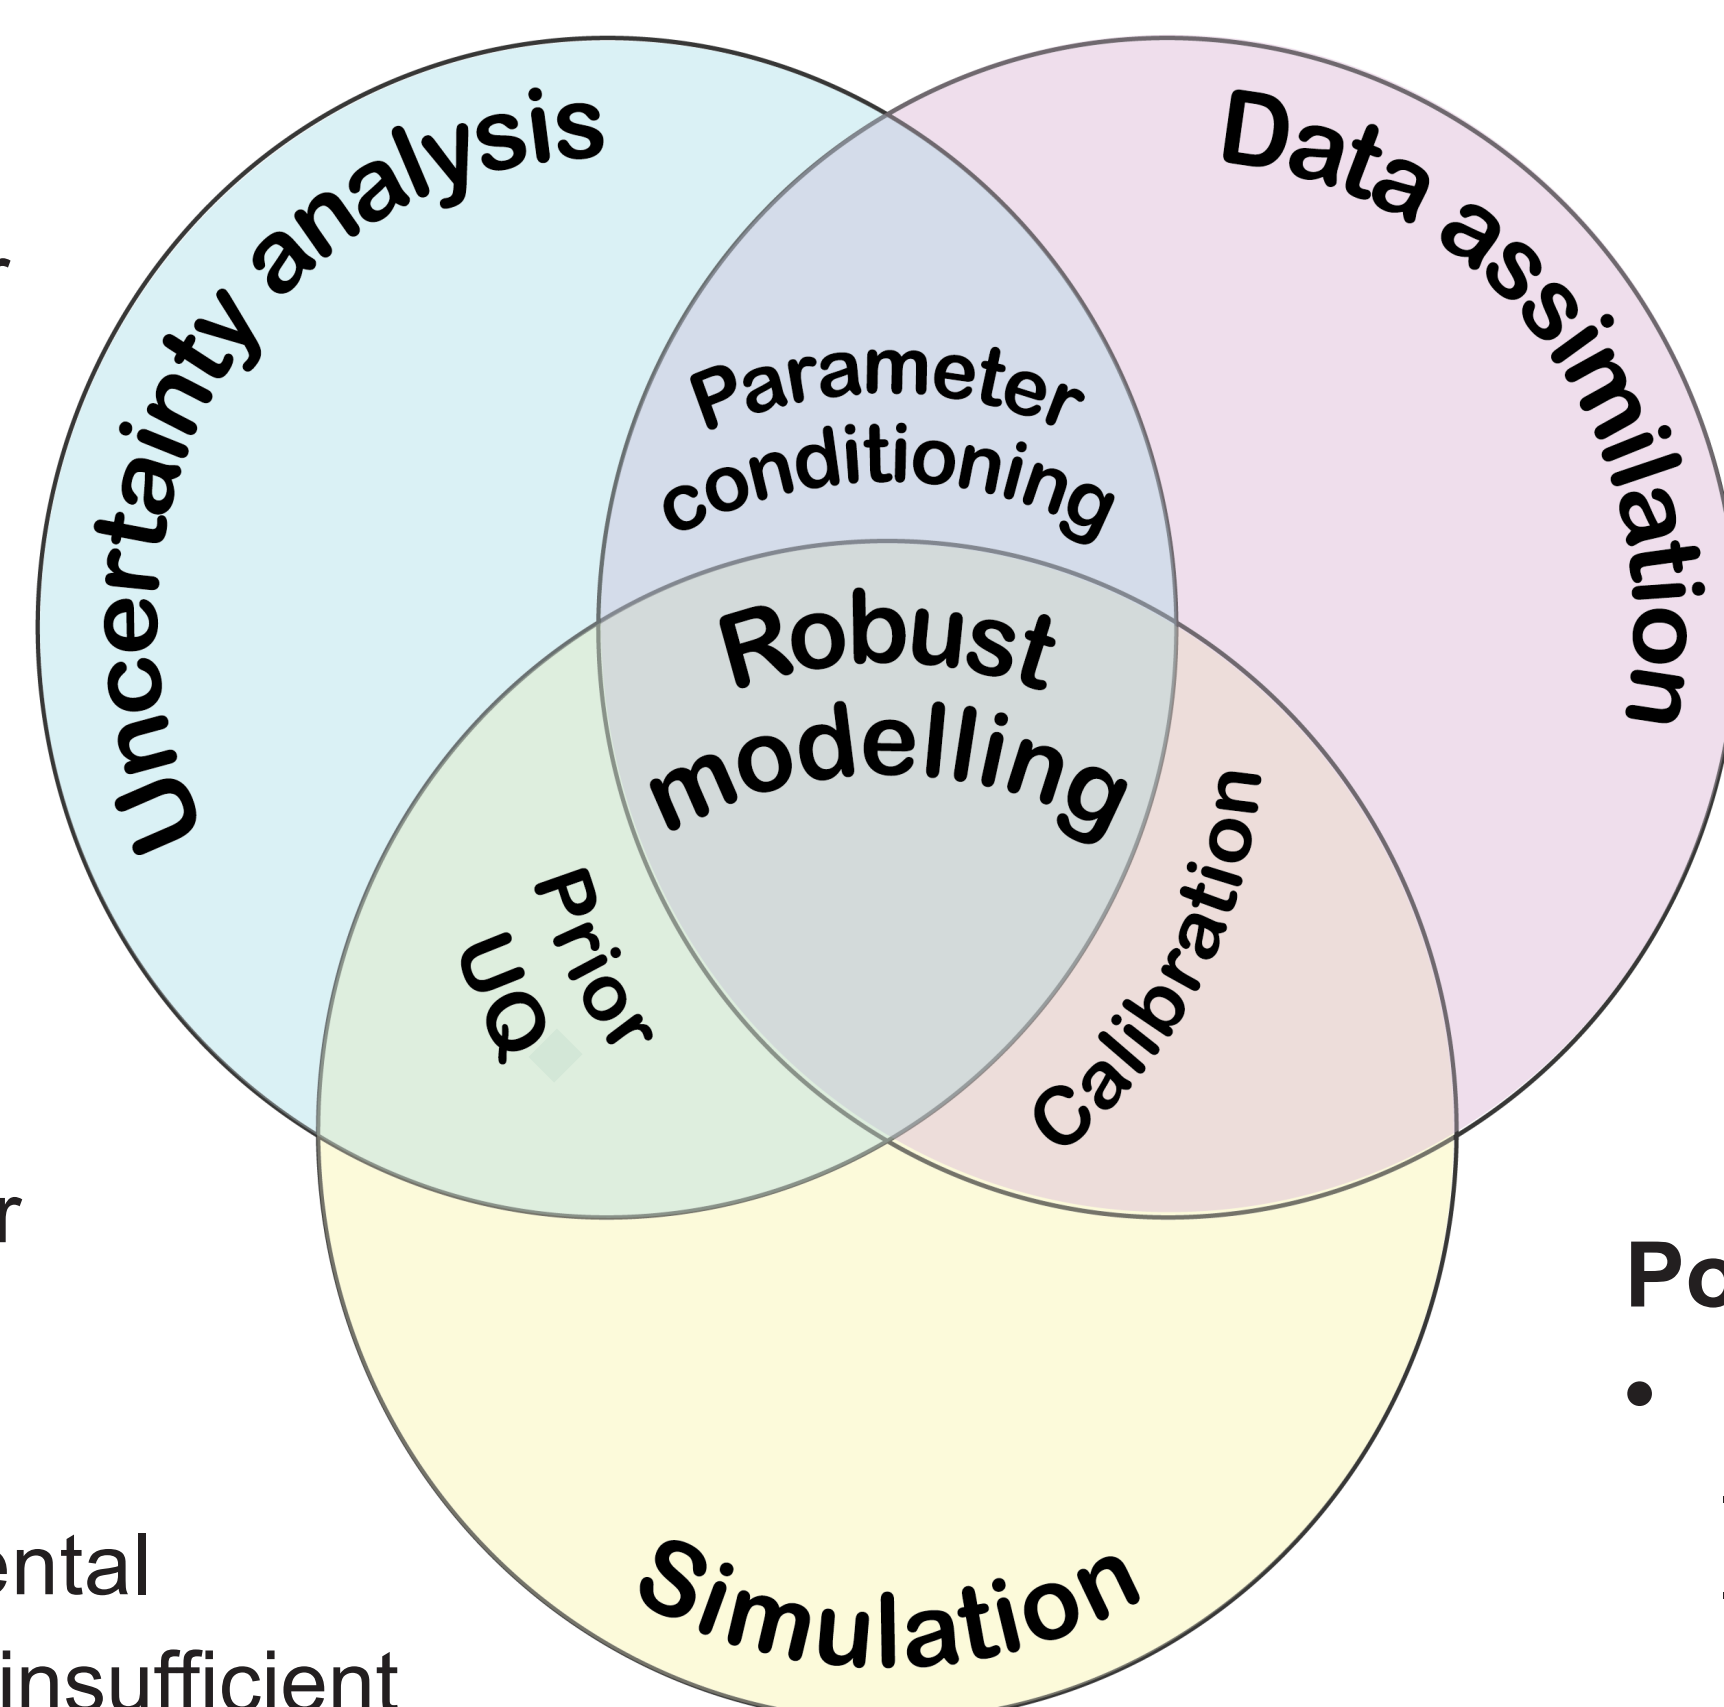 Uncertainty analysis
Data assimilation
Parameter
conditioning
Robust
modelling
Prior
UQ
Calibration
Simulation
r
r
ental
insufficient
Po
•